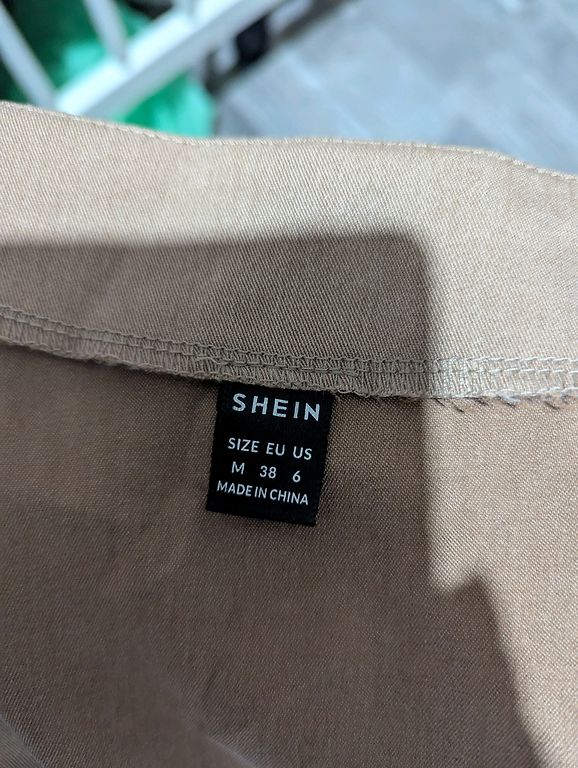 SHEIN
SIZE EU US
M 38 6
MADE IN CHINA